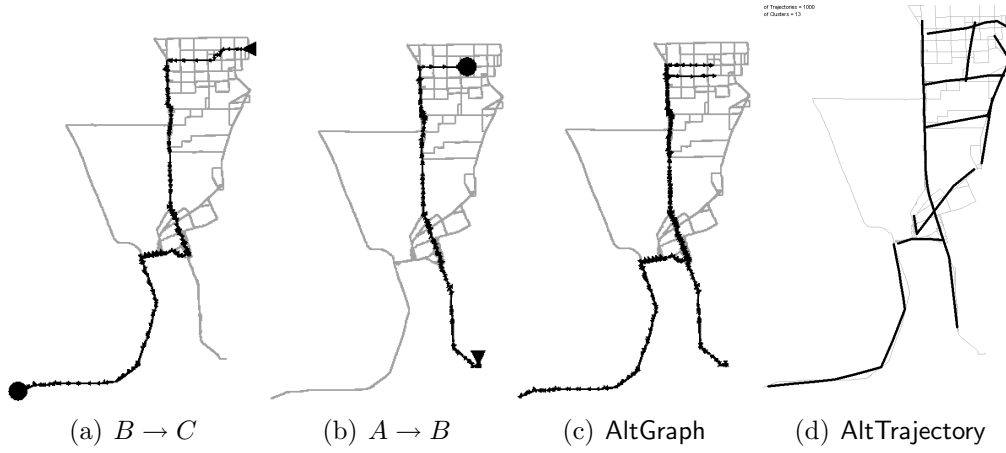 of Trajectories = 1000
of Clusters = 13
(a) B → C
(b) A → B
(c) AltGraph
(d) AltTrajectory